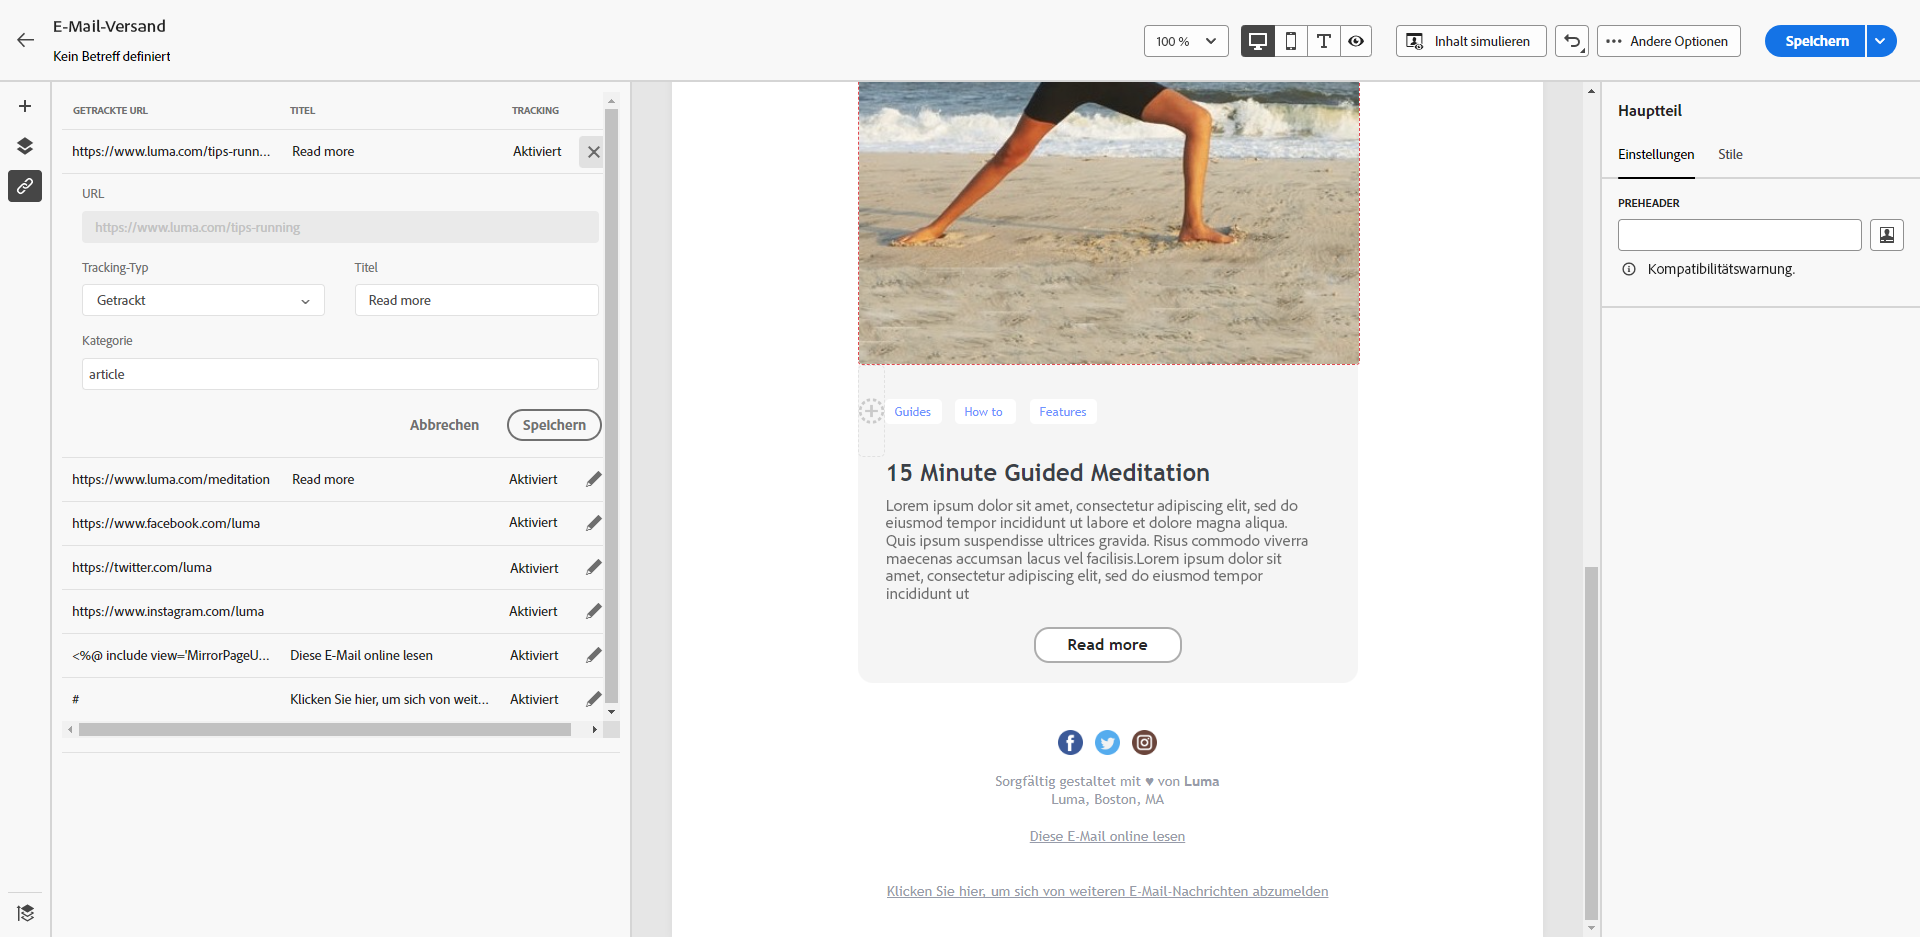 E-Mail-Versand
Kein Betreff definiert
100 %
Inhalt simulieren
Andere Optionen
Speichern
GETRACKTE URL TITEL TRACKING
https://www.luma.com/tips-runn... Read more Aktiviert
URL
https://www.luma.com/tips-running
Tracking-Typ Titel
Getrackt Read more
Kategorie
article
Abbrechen Speichern
https://www.luma.com/meditation Read more Aktiviert
https://www.facebook.com/luma Aktiviert
https://twitter.com/luma Aktiviert
https://www.instagram.com/luma Aktiviert
<%@ include view='MirrorPageU... Diese E-Mail online lesen Aktiviert
# Klicken Sie hier, um sich von weit... Aktiviert
Guides How to Features
15 Minute Guided Meditation
Lorem ipsum dolor sit amet, consectetur adipiscing elit, sed do
eiusmod tempor incididunt ut labore et dolore magna aliqua.
Quis ipsum suspendisse ultrices gravida. Risus commodo viverra
maecenas accumsan lacus vel facilisis.Lorem ipsum dolor sit
amet, consectetur adipiscing elit, sed do eiusmod tempor
incididunt ut
Read more
Sorgfältig gestaltet mit ♥ von Luma
Luma, Boston, MA
Diese E-Mail online lesen
Klicken Sie hier, um sich von weiteren E-Mail-Nachrichten abzumelden
Hauptteil
Einstellungen Stile
PREHEADER
Kompatibilitätswarnung.